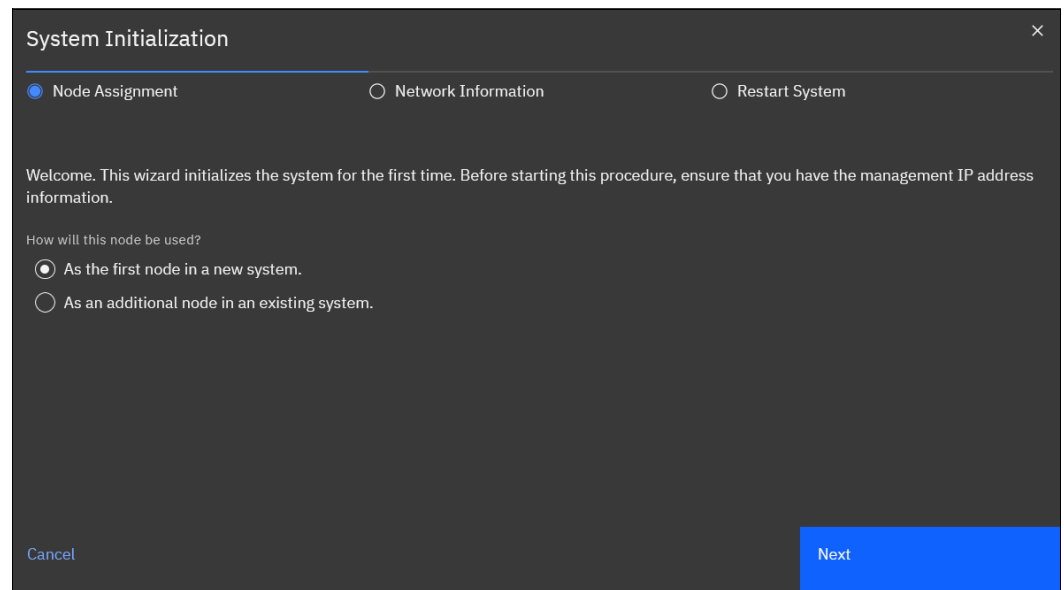 System Initialization
Node Assignment
Network Information
Restart System
Welcome. This wizard initializes the system for the first time. Before starting this procedure, ensure that you have the management IP address
information.
How will this node be used?
As the first node in a new system.
As an additional node in an existing system.
Cancel
Next